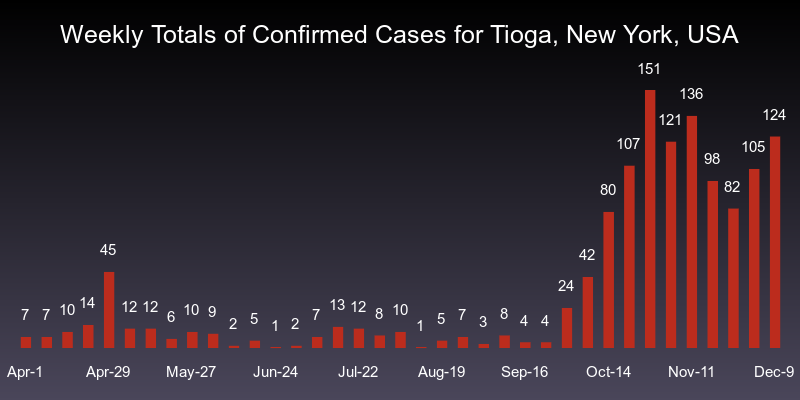 Weekly Totals of Confirmed Cases for Tioga, New York, USA
7 7 10 14 45 12 12 6 10 9 2 5 1 2 7 13 12 8 10 1 5 7 3 8 4 4 24 42 80 107 151 121 136 98 82 105 124
Apr-1 Apr-29 May-27 Jun-24 Jul-22 Aug-19 Sep-16 Oct-14 Nov-11 Dec-9